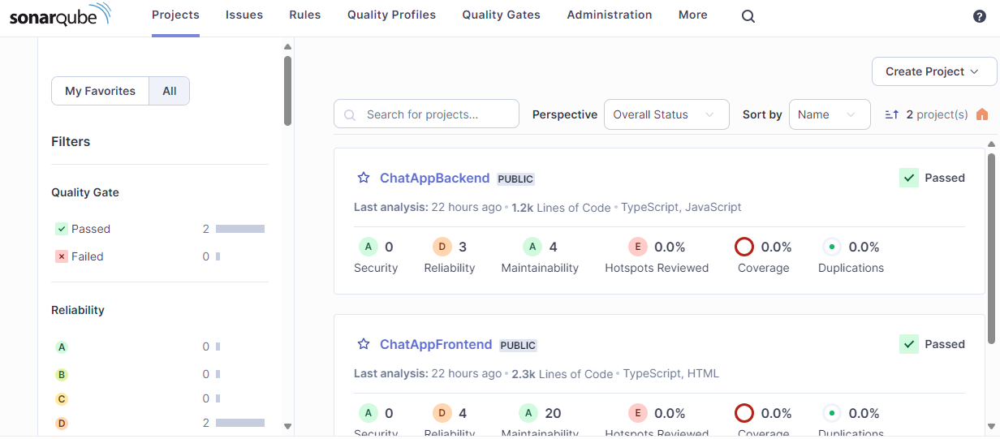 sonarqube Projects Issues Rules Quality Profiles Quality Gates Administration More ?
My Favorites All
Filters
Quality Gate
Passed 2
Failed 0
Reliability
A 0
B 0
C 0
D 2
Create Project
Search for projects... Perspective Overall Status Sort by Name 2 project(s)
ChatAppBackend PUBLIC Passed
Last analysis: 22 hours ago • 1.2k Lines of Code • TypeScript, JavaScript
A 0 D 3 A 4 E 0.0% 0.0% 0.0%
Security Reliability Maintainability Hotspots Reviewed Coverage Duplications
ChatAppFrontend PUBLIC Passed
Last analysis: 22 hours ago • 2.3k Lines of Code • TypeScript, HTML
A 0 D 4 A 20 E 0.0% 0.0% 0.0%
Security Reliability Maintainability Hotspots Reviewed Coverage Duplications